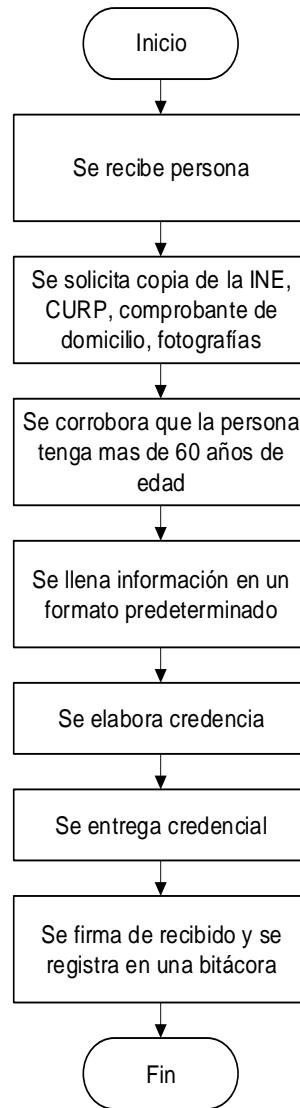 Inicio
Se recibe persona
Se solicita copia de la INE,
CURP, comprobante de
domicilio, fotografías
Se corrobora que la persona
tenga mas de 60 años de
edad
Se llena información en un
formato predeterminado
Se elabora credencia
Se entrega credencial
Se firma de recibido y se
registra en una bitácora
Fin